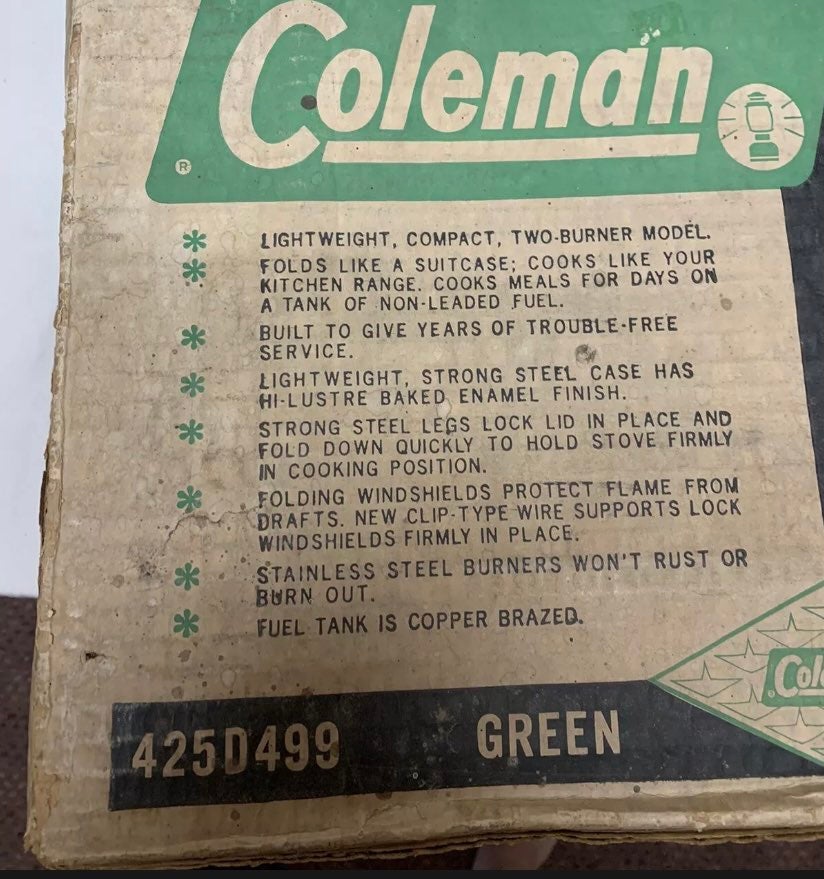 Coleman
®
* LIGHTWEIGHT, COMPACT, TWO-BURNER MODEL.
* FOLDS LIKE A SUITCASE; COOKS LIKE YOUR
KITCHEN RANGE. COOKS MEALS FOR DAYS ON
A TANK OF NON-LEADED FUEL.
* BUILT TO GIVE YEARS OF TROUBLE-FREE
SERVICE.
* LIGHTWEIGHT, STRONG STEEL CASE HAS
HI-LUSTRE BAKED ENAMEL FINISH.
* STRONG STEEL LEGS LOCK LID IN PLACE AND
FOLD DOWN QUICKLY TO HOLD STOVE FIRMLY
IN COOKING POSITION.
* FOLDING WINDSHIELDS PROTECT FLAME FROM
DRAFTS. NEW CLIP-TYPE WIRE SUPPORTS LOCK
WINDSHIELDS FIRMLY IN PLACE.
* STAINLESS STEEL BURNERS WON'T RUST OR
BURN OUT.
* FUEL TANK IS COPPER BRAZED.
Cole
425D499 GREEN